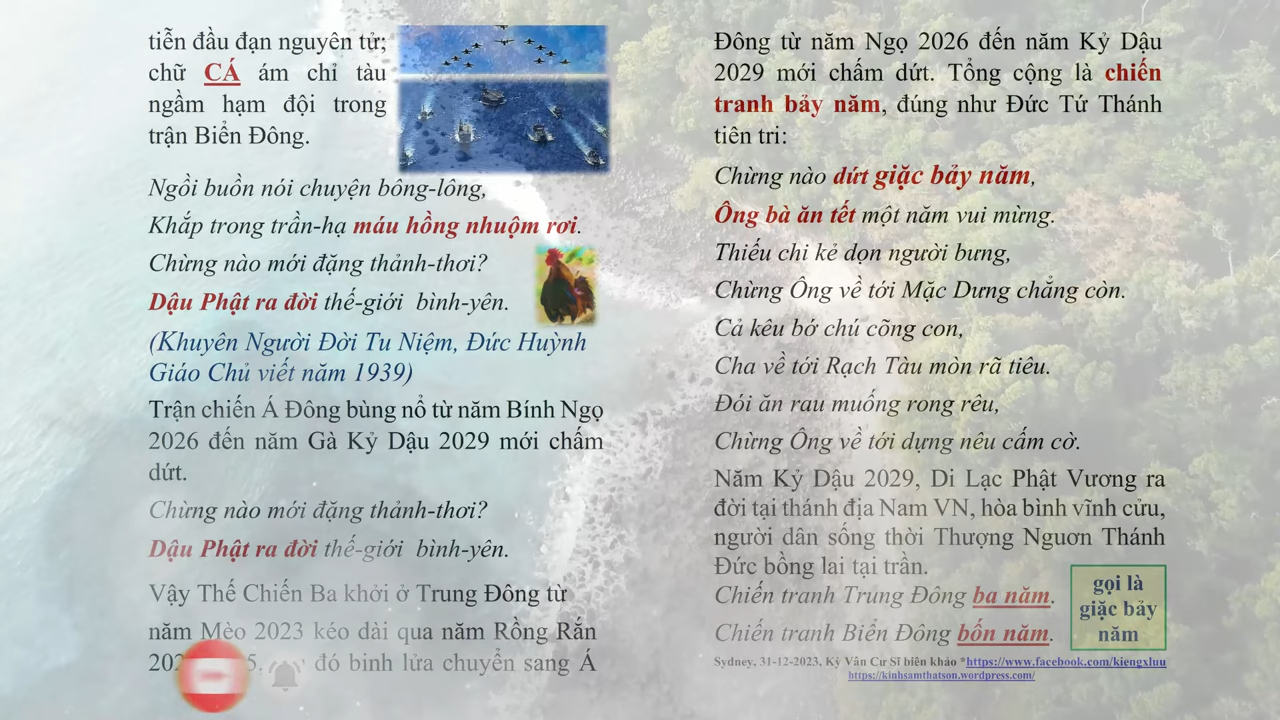 tiễn đầu đạn nguyên tử;
chữ CÁ ám chỉ tàu
ngầm hạm đội trong
trận Biển Đông.
Ngồi buồn nói chuyện bông-lông,
Khắp trong trần-hạ máu hồng nhuộm rơi.
Chừng nào mới đặng thảnh-thơi?
Dậu Phật ra đời thế-giới bình-yên.
(Khuyên Người Đời Tu Niệm, Đức Huỳnh
Giáo Chủ viết năm 1939)
Trận chiến Á Đông bùng nổ từ năm Bính Ngọ
2026 đến năm Gà Kỷ Dậu 2029 mới chấm
dứt.
Chừng nào mới đặng thảnh-thơi?
Dậu Phật ra đời thế-giới bình-yên.
Vậy Thế Chiến Ba khởi ở Trung Đông từ
năm Mèo 2023 kéo dài qua năm Rồng Rắn
đó binh lửa chuyển sang Á
Đông từ năm Ngọ 2026 đến năm Kỷ Dậu
2029 mới chấm dứt. Tổng cộng là chiến
tranh bảy năm, đúng như Đức Tứ Thánh
tiên tri:
Chừng nào dứt giặc bảy năm,
Ông bà ăn tết một năm vui mừng.
Thiếu chi kẻ dọn người bưng,
Chừng Ông về tới Mặc Dưng chẳng còn.
Cả kêu bớ chú cõng con,
Cha về tới Rạch Tàu mòn rã tiêu.
Đói ăn rau muống rong rêu,
Chừng Ông về tới dựng nêu cấm cờ.
Năm Kỷ Dậu 2029, Di Lạc Phật Vương ra
đời tại thánh địa Nam VN, hòa bình vĩnh cửu,
người dân sống thời Thượng Nguơn Thánh
Đức bồng lai tại trần.
Chiến tranh Trung Đông ba năm.
Chiến tranh Biển Đông bốn năm.
gọi là
giặc bảy
năm
Sydney, 31-12-2023, Kỳ Vân Cư Sĩ biên khảo *https://www.facebook.com/kiengxluu
https://kinhsamthatson.wordpress.com/